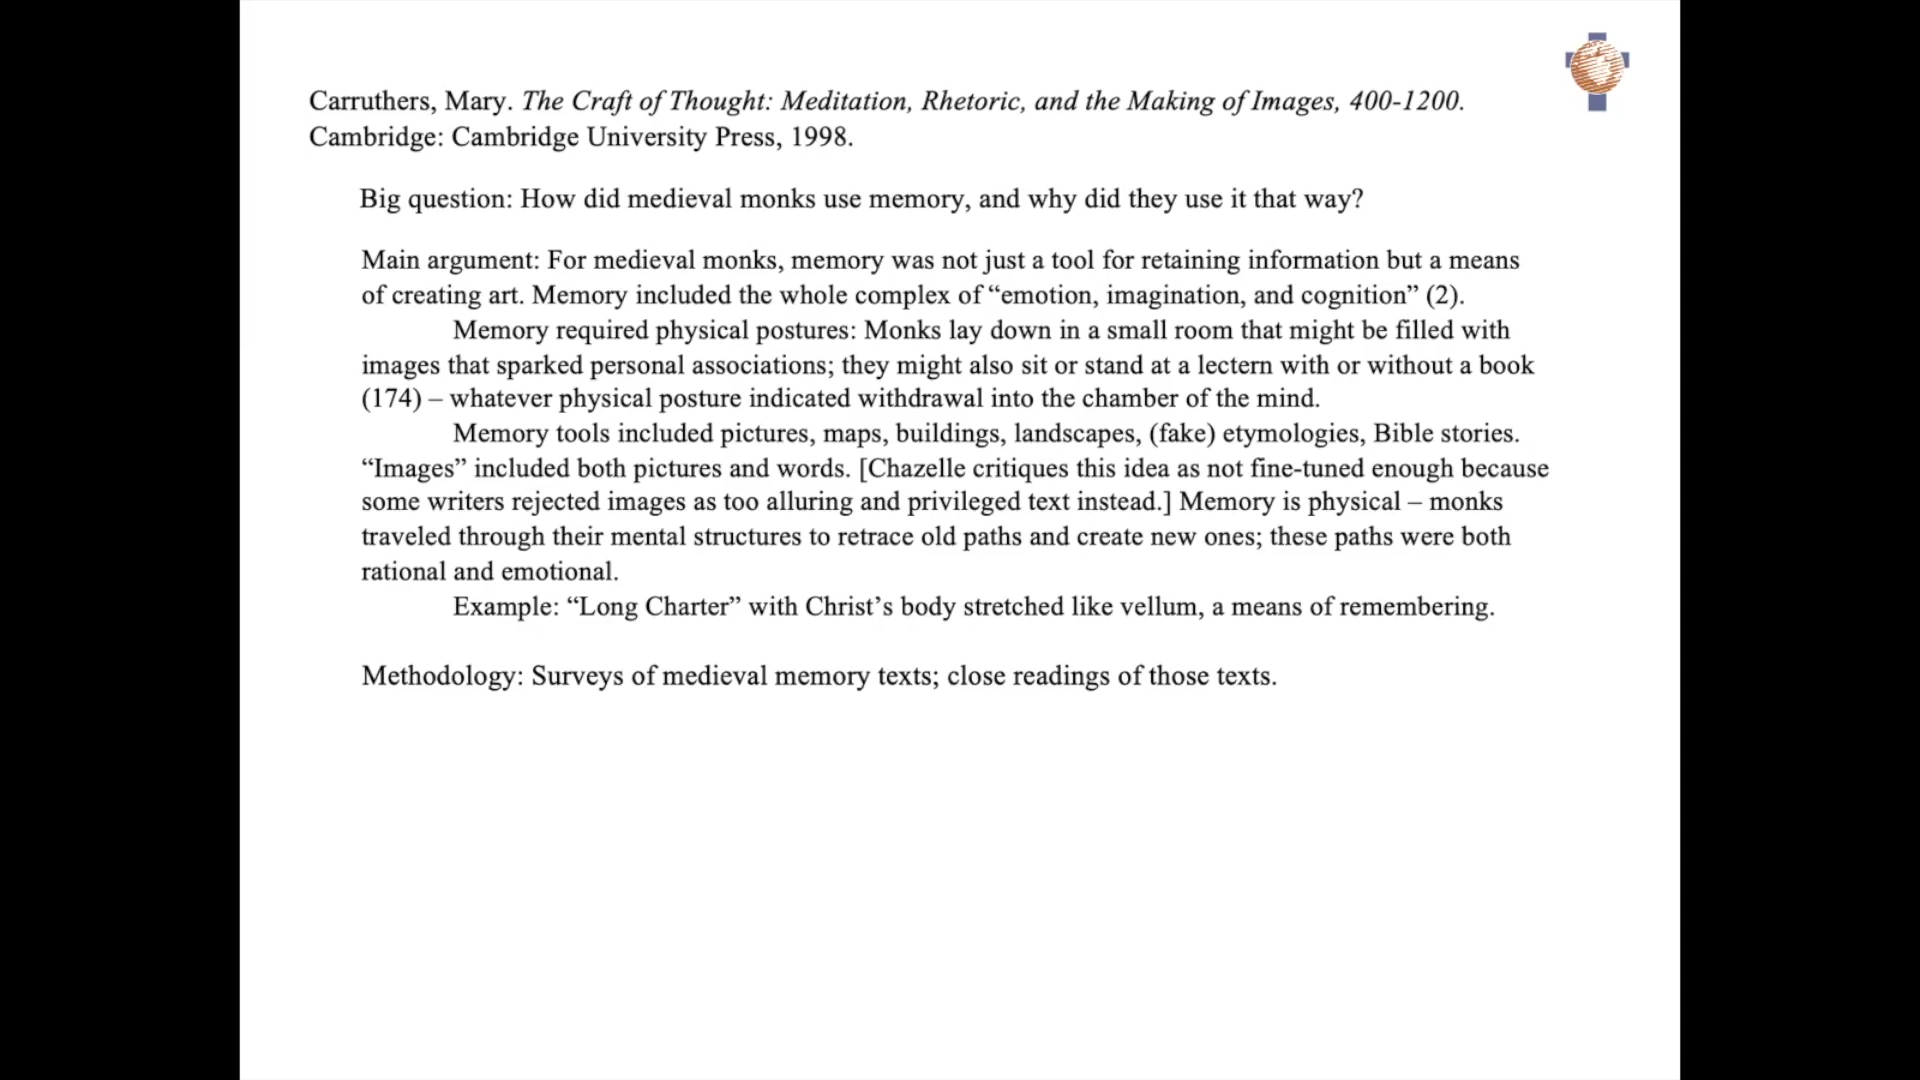 Carruthers, Mary. The Craft of Thought: Meditation, Rhetoric, and the Making of Images, 400-1200.
Cambridge: Cambridge University Press, 1998.
Big question: How did medieval monks use memory, and why did they use it that way?
Main argument: For medieval monks, memory was not just a tool for retaining information but a means
of creating art. Memory included the whole complex of “emotion, imagination, and cognition” (2).
Memory required physical postures: Monks lay down in a small room that might be filled with
images that sparked personal associations; they might also sit or stand at a lectern with or without a book
(174) – whatever physical posture indicated withdrawal into the chamber of the mind.
Memory tools included pictures, maps, buildings, landscapes, (fake) etymologies, Bible stories.
“Images” included both pictures and words. [Chazelle critiques this idea as not fine-tuned enough because
some writers rejected images as too alluring and privileged text instead.] Memory is physical – monks
traveled through their mental structures to retrace old paths and create new ones; these paths were both
rational and emotional.
Example: “Long Charter” with Christ’s body stretched like vellum, a means of remembering.
Methodology: Surveys of medieval memory texts; close readings of those texts.